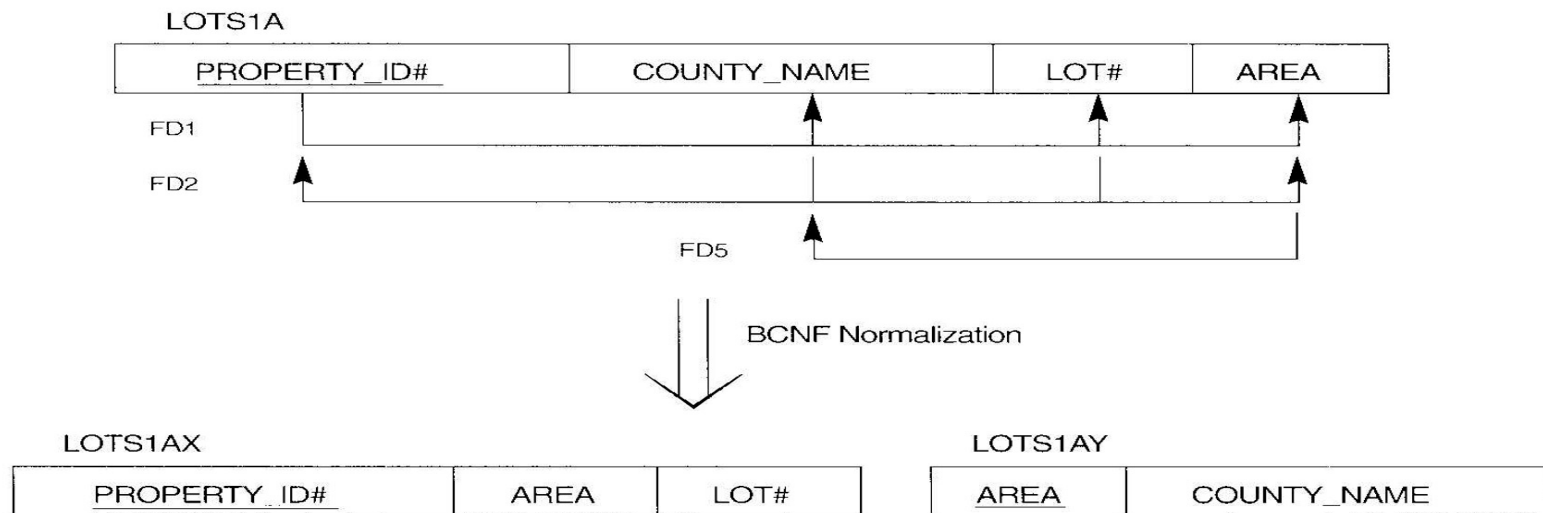 LOTS1A
PROPERTY_ID# COUNTY_NAME LOT# AREA
FD1
FD2
FD5
BCNF Normalization
LOTS1AX LOTS1AY
PROPERTY_ID# AREA LOT# AREA COUNTY_NAME